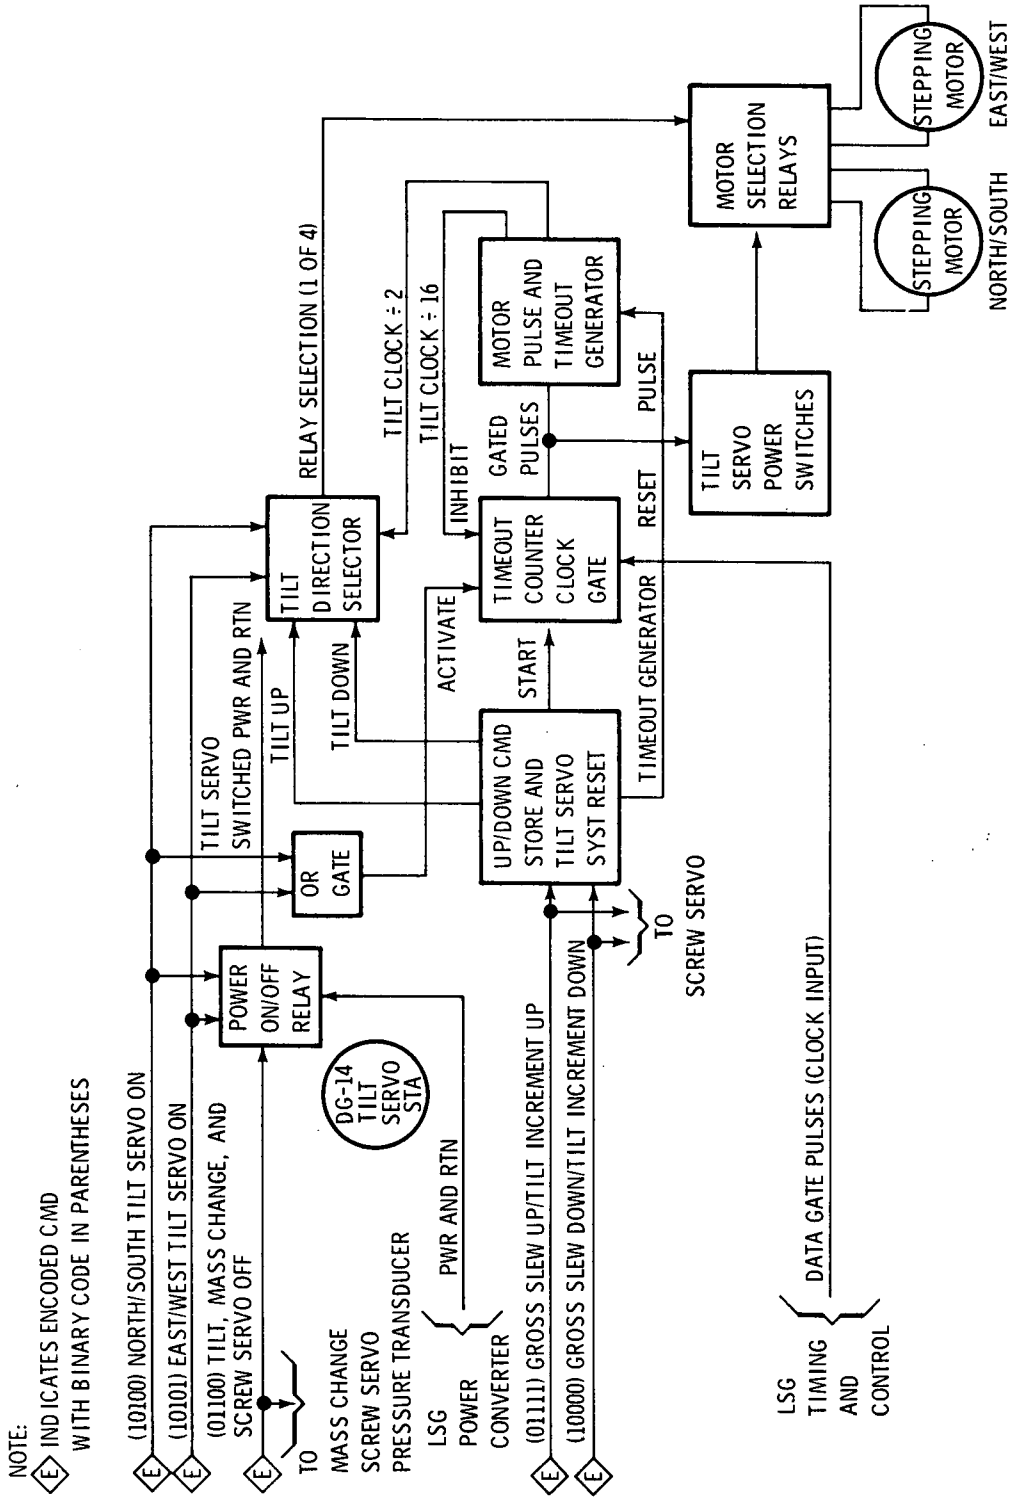 NOTE:
E INDICATES ENCODED CMD
WITH BINARY CODE IN PARENTHESES
(10100) NORTH/SOUTH TILT SERVO ON
(10101) EAST/WEST TILT SERVO ON
(01100) TILT, MASS CHANGE, AND
SCREW SERVO OFF
E
E
E
TO
MASS CHANGE
SCREW SERVO
PRESSURE TRANSDUCER
LSG
POWER
CONVERTER
PWR AND RTN
DG-14
TILT
SERVO
STA
POWER
ON/OFF
RELAY
OR
GATE
TILT SERVO
SWITCHED PWR AND RTN
TILT UP
TILT DOWN
TILT
DIRECTION
SELECTOR
RELAY SELECTION (1 OF 4)
TILT CLOCK ÷ 2
TILT CLOCK ÷ 16
INHIBIT
ACTIVATE
(01111) GROSS SLEW UP/TILT INCREMENT UP
(10000) GROSS SLEW DOWN/TILT INCREMENT DOWN
E
E
TO
SCREW SERVO
UP/DOWN CMD
STORE AND
TILT SERVO
SYST RESET
START
TIMEOUT
COUNTER
CLOCK
GATE
GATED
PULSES
MOTOR
PULSE AND
TIMEOUT
GENERATOR
TIMEOUT GENERATOR RESET PULSE
TILT
SERVO
POWER
SWITCHES
MOTOR
SELECTION
RELAYS
STEPPING
MOTOR
NORTH/SOUTH
STEPPING
MOTOR
EAST/WEST
LSG
TIMING
AND
CONTROL
DATA GATE PULSES (CLOCK INPUT)